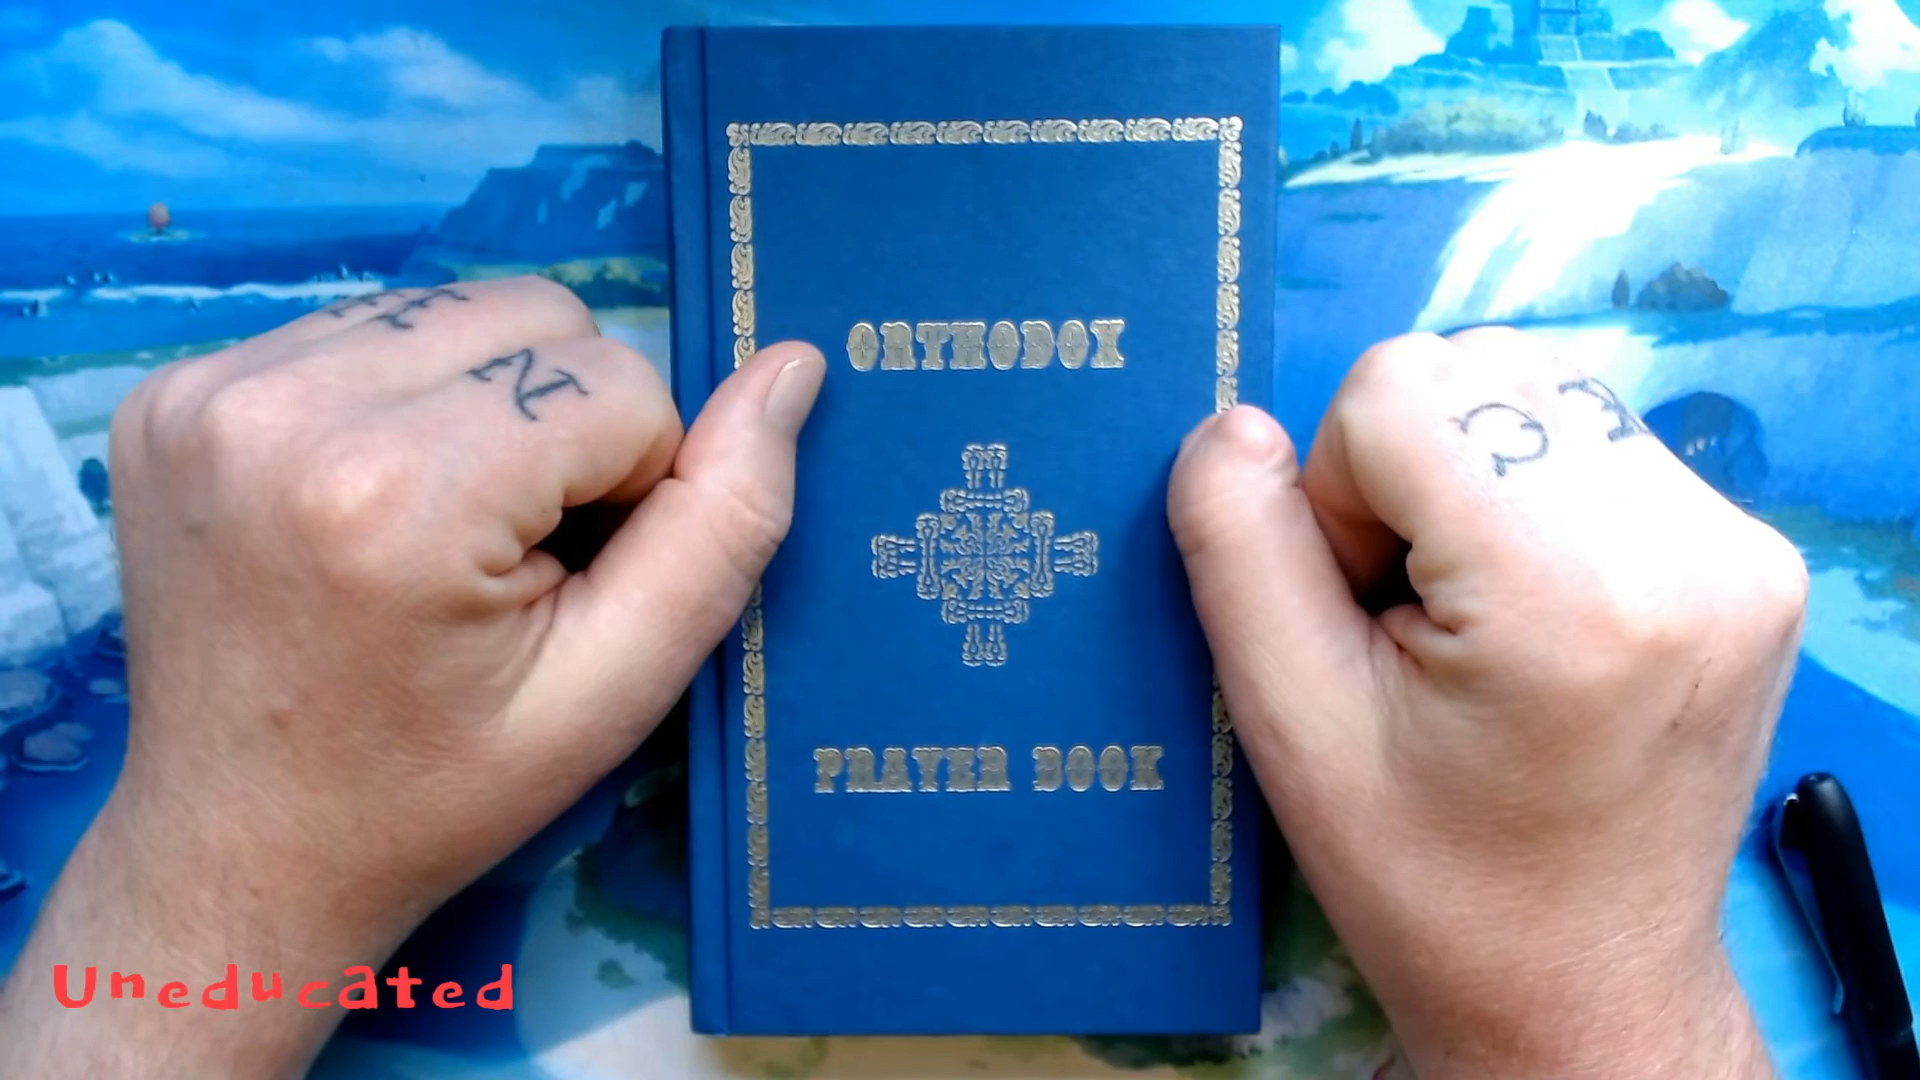 ORTHODOX
PRAYER BOOK
N
C K
Uneducated